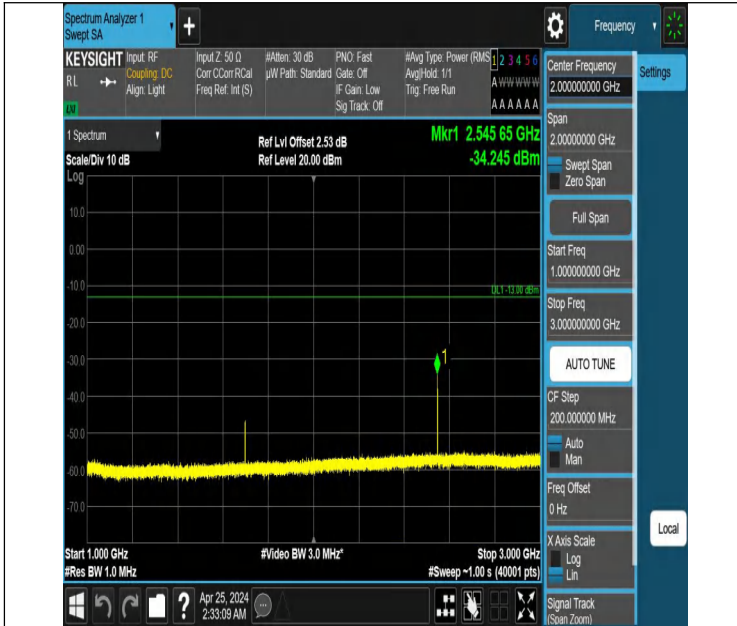 Spectrum Analyzer 1
Swept SA
+
Frequency
KEYSIGHT
RL
Input: RF
Coupling: DC
Align: Light
Input Z: 50 Ω
Corr CCorr RCal
Freq Ref: Int (S)
#Atten: 30 dB
µW Path: Standard
PNO: Fast
Gate: Off
IF Gain: Low
Sig Track: Off
#Avg Type: Power (RMS
Avg|Hold: 1/1
Trig: Free Run
1 2 3 4 5 6
A W W W W W
A A A A A A
Center Frequency
2.000000000 GHz
Settings
Span
2.00000000 GHz
Swept Span
Zero Span
Full Span
Start Freq
1.000000000 GHz
Stop Freq
3.000000000 GHz
AUTO TUNE
CF Step
200.000000 MHz
Auto
Man
Freq Offset
0 Hz
X Axis Scale
Log
Lin
Signal Track
(Span Zoom)
Local
1 Spectrum
Scale/Div 10 dB
Ref Lvl Offset 2.53 dB
Ref Level 20.00 dBm
Mkr1 2.545 65 GHz
-34.245 dBm
Log
10.0
0.00
-10.0
DL1 -13.00 dBm
-20.0
-30.0
1
-40.0
-50.0
-60.0
-70.0
Start 1.000 GHz
#Res BW 1.0 MHz
#Video BW 3.0 MHz*
Stop 3.000 GHz
#Sweep ~1.00 s (40001 pts)
?
Apr 25, 2024
2:33:09 AM